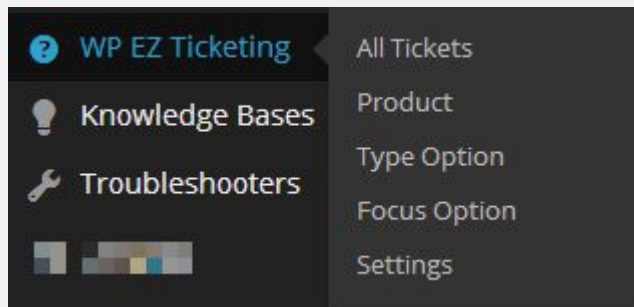 WP EZ Ticketing
Knowledge Bases
Troubleshooters
All Tickets
Product
Type Option
Focus Option
Settings